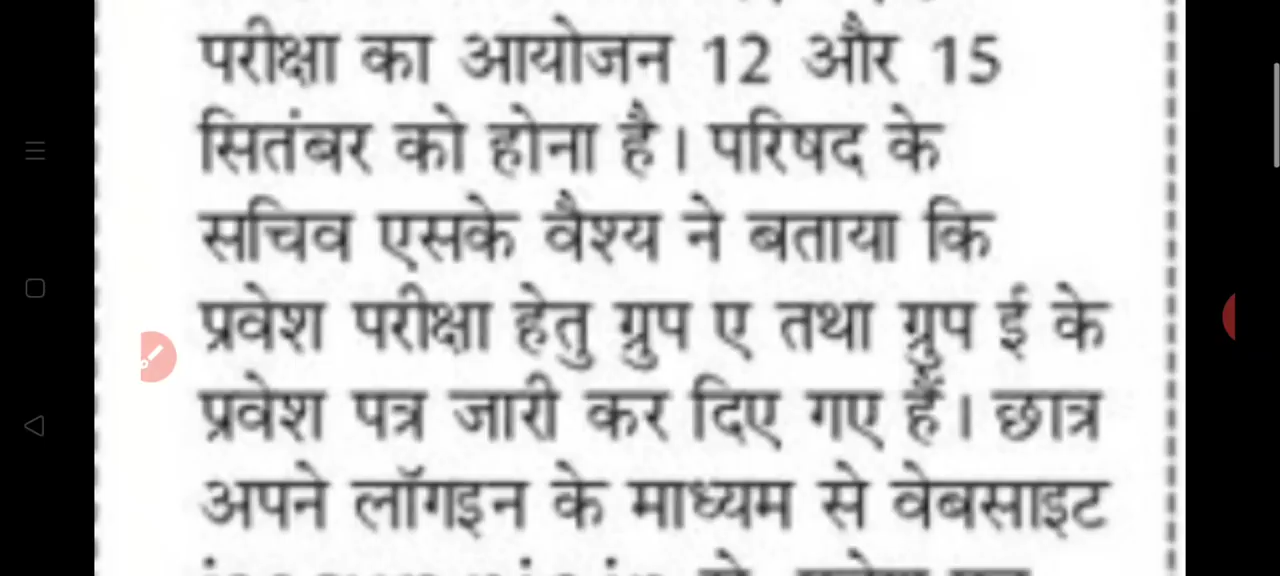 परीक्षा का आयोजन 12 और 15
सितंबर को होना है। परिषद के
सचिव एसके वैश्य ने बताया कि
प्रवेश परीक्षा हेतु ग्रुप ए तथा ग्रुप ई के
प्रवेश पत्र जारी कर दिए गए हैं। छात्र
अपने लॉगइन के माध्यम से वेबसाइट